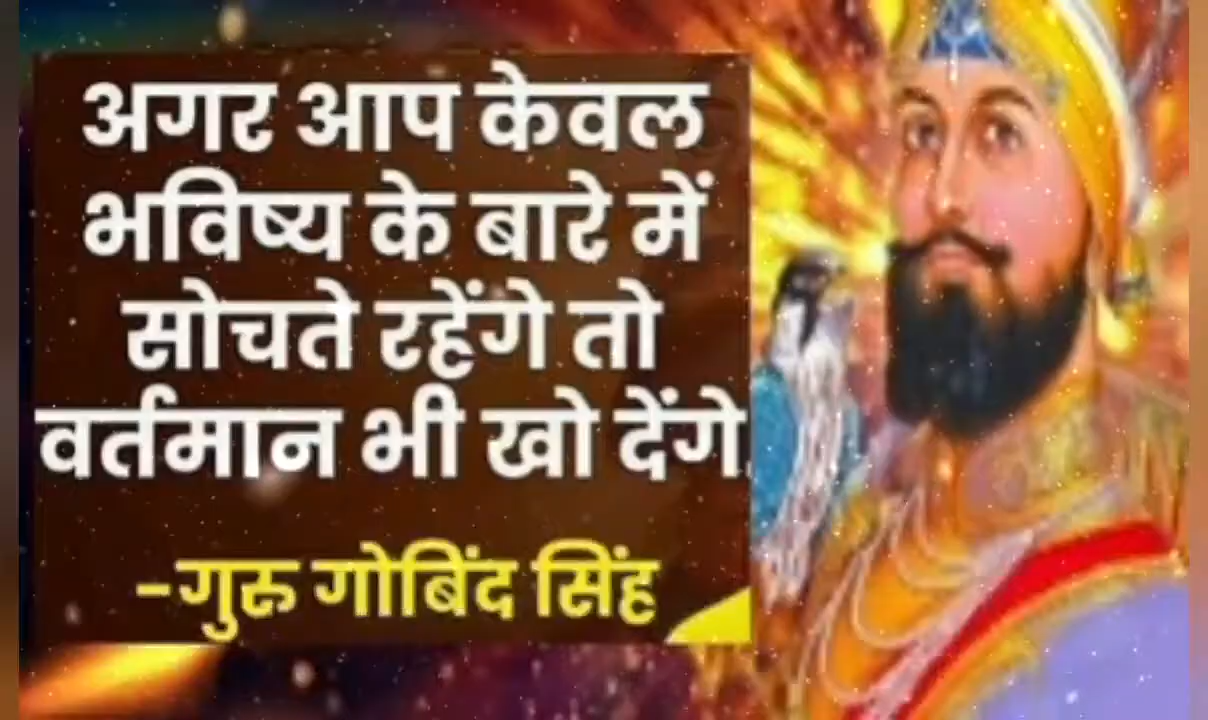 अगर आप केवल
भविष्य के बारे में
सोचते रहेंगे तो
वर्तमान भी खो देंगे.
-गुरु गोबिंद सिंह